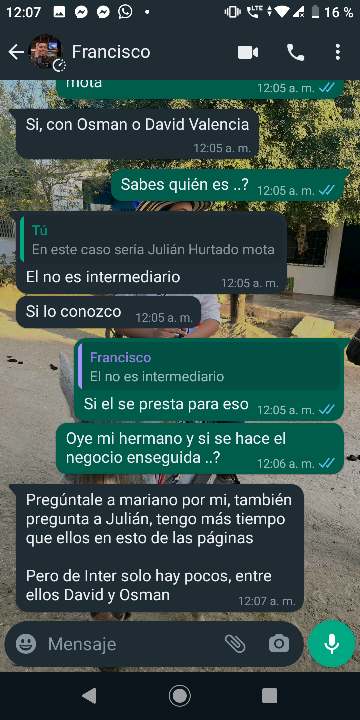 12:07
LTE
16 %
Francisco
mota
12:05 a. m.
Si, con Osman o David Valencia
12:05 a. m.
Sabes quién es ..? 12:05 a. m.
Tú
En este caso sería Julián Hurtado mota
El no es intermediario
12:05 a. m.
Si lo conozco 12:05 a. m.
Francisco
El no es intermediario
Si el se presta para eso 12:05 a. m.
Oye mi hermano y si se hace el
negocio enseguida ..?
12:06 a. m.
Pregúntale a mariano por mi, también
pregunta a Julián, tengo más tiempo
que ellos en esto de las páginas
Pero de Inter solo hay pocos, entre
ellos David y Osman
12:07 a. m.
Mensaje